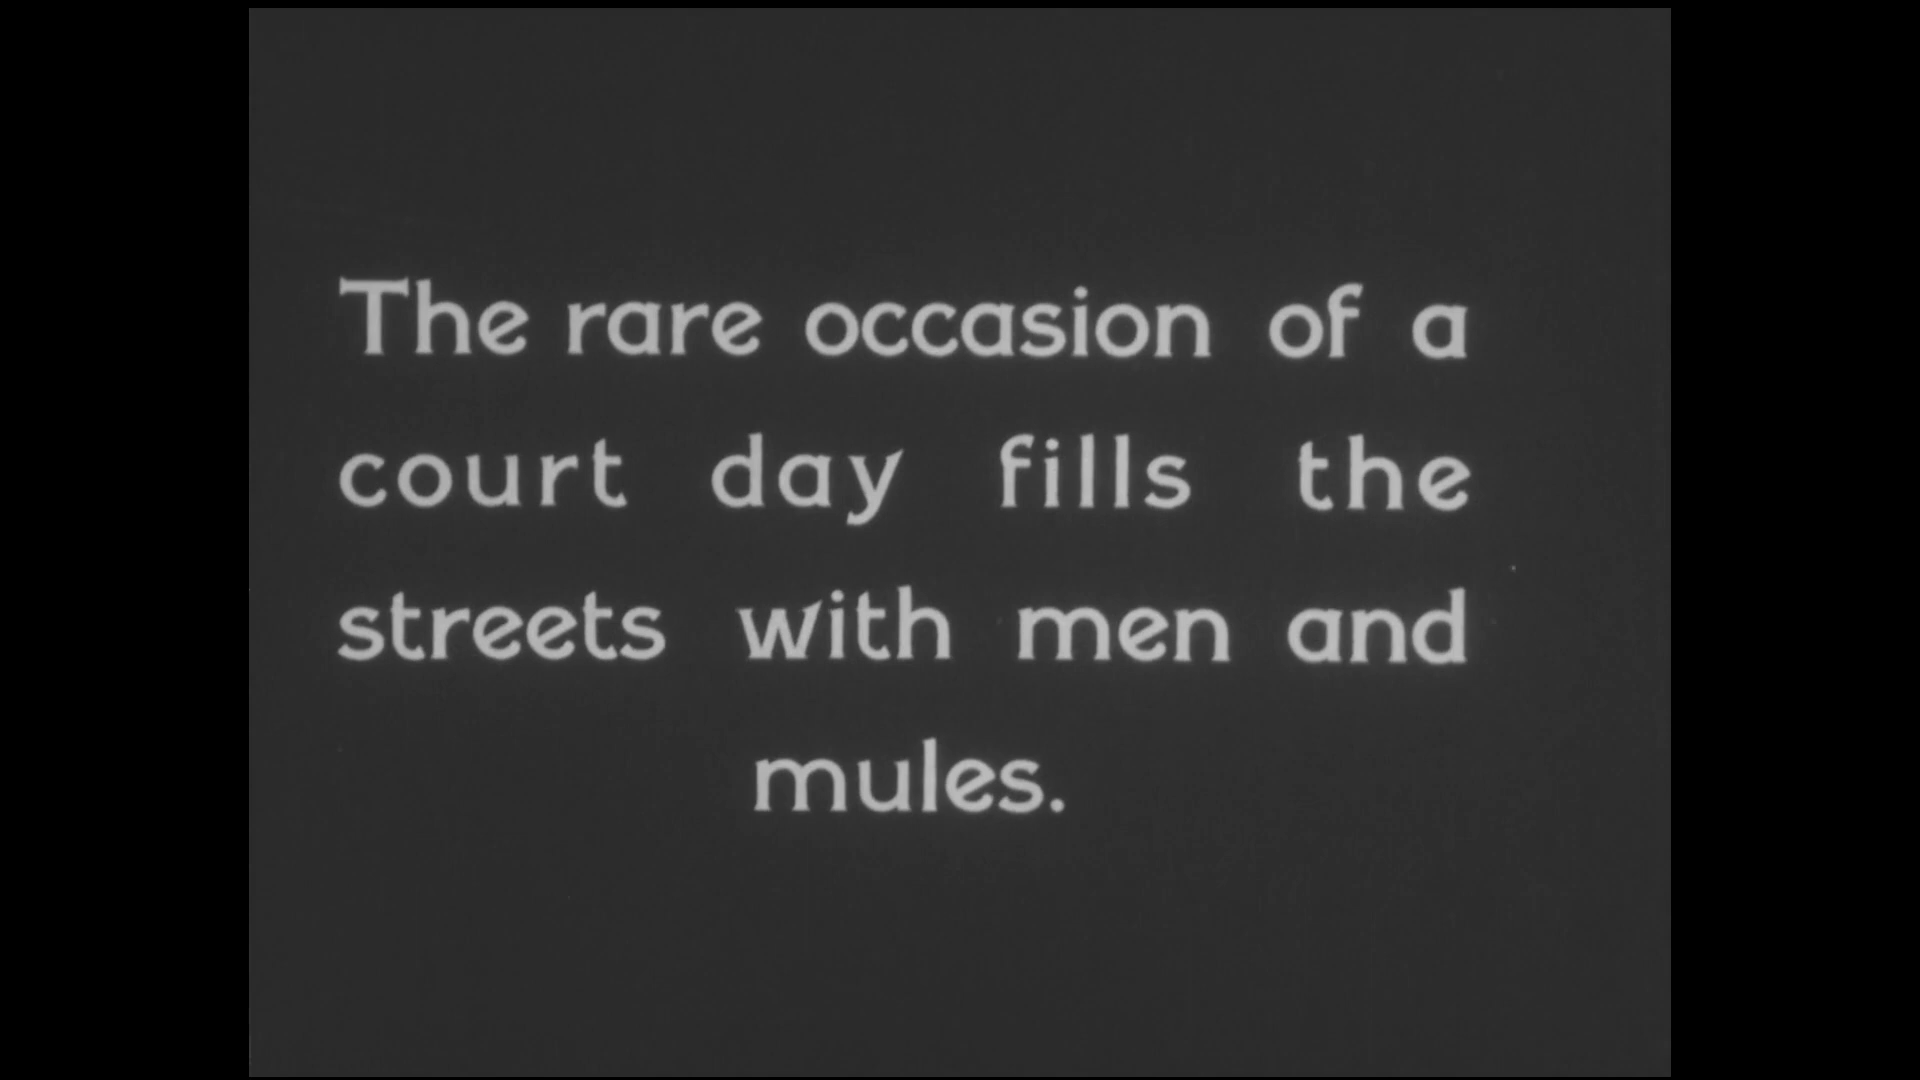 The rare occasion of a
court day fills the
streets with men and
mules.